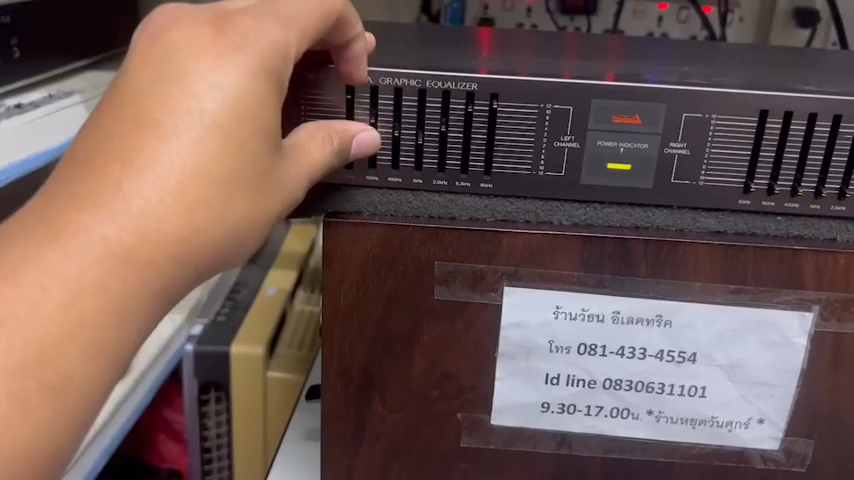 GRAPHIC EQUALIZER
EQUALIZER
LEFT CHANNEL
POWER INDICATOR
RIGHT CHANNEL
ร้านวัธน อีเลคทริค
โทร 081-433-4554
Id line 0830631101
9.30-17.00น.*ร้านหยุดวันศุกร์*